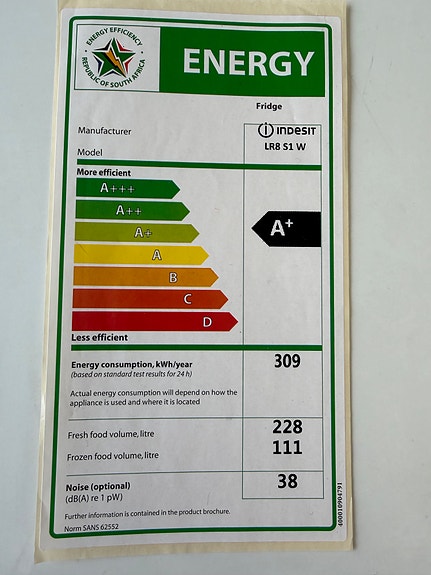 ENERGY EFFICIENCY
REPUBLIC OF SOUTH AFRICA
ENERGY
Fridge
Manufacturer
indesit
Model
LR8 S1 W
More efficient
A+++
A++
A+
A+
A
B
C
D
Less efficient
Energy consumption, kWh/year
309
(based on standard test results for 24 h)
Actual energy consumption will depend on how the
appliance is used and where it is located
Fresh food volume, litre
228
Frozen food volume, litre
111
Noise (optional)
38
(dB(A) re 1 pW)
Further information is contained in the product brochure.
Norm SANS 62552
400010904791